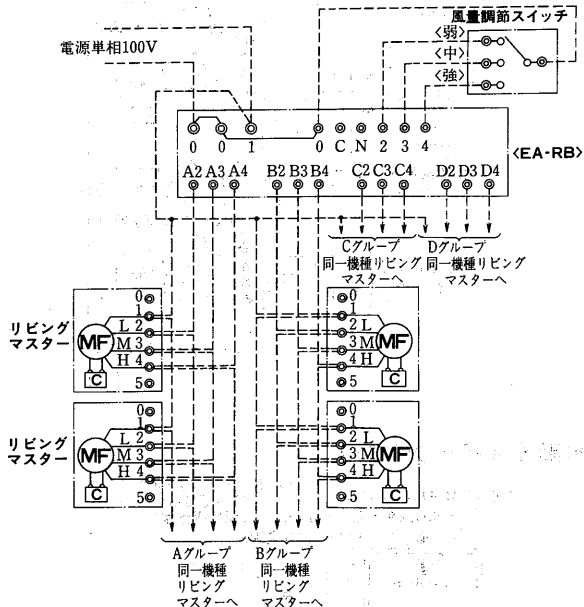 風量調節スイッチ
電源単相100V
〈弱〉
〈中〉
〈強〉
0 0 1 0 C N 2 3 4
〈EA-RB〉
A2 A3 A4 B2 B3 B4 C2 C3 C4 D2 D3 D4
Cグループ
同一機種リビング
マスターへ
Dグループ
同一機種リビング
マスターへ
リビング
マスター
MF
C
0
1
L 2
M 3
H 4
5
0
1
2 L
3 M
4 H
5
MF
C
リビング
マスター
MF
C
0
1
L 2
M 3
H 4
5
0
1
2 L
3 M
4 H
5
MF
C
Aグループ
同一機種
リビング
マスターへ
Bグループ
同一機種
リビング
マスターへ